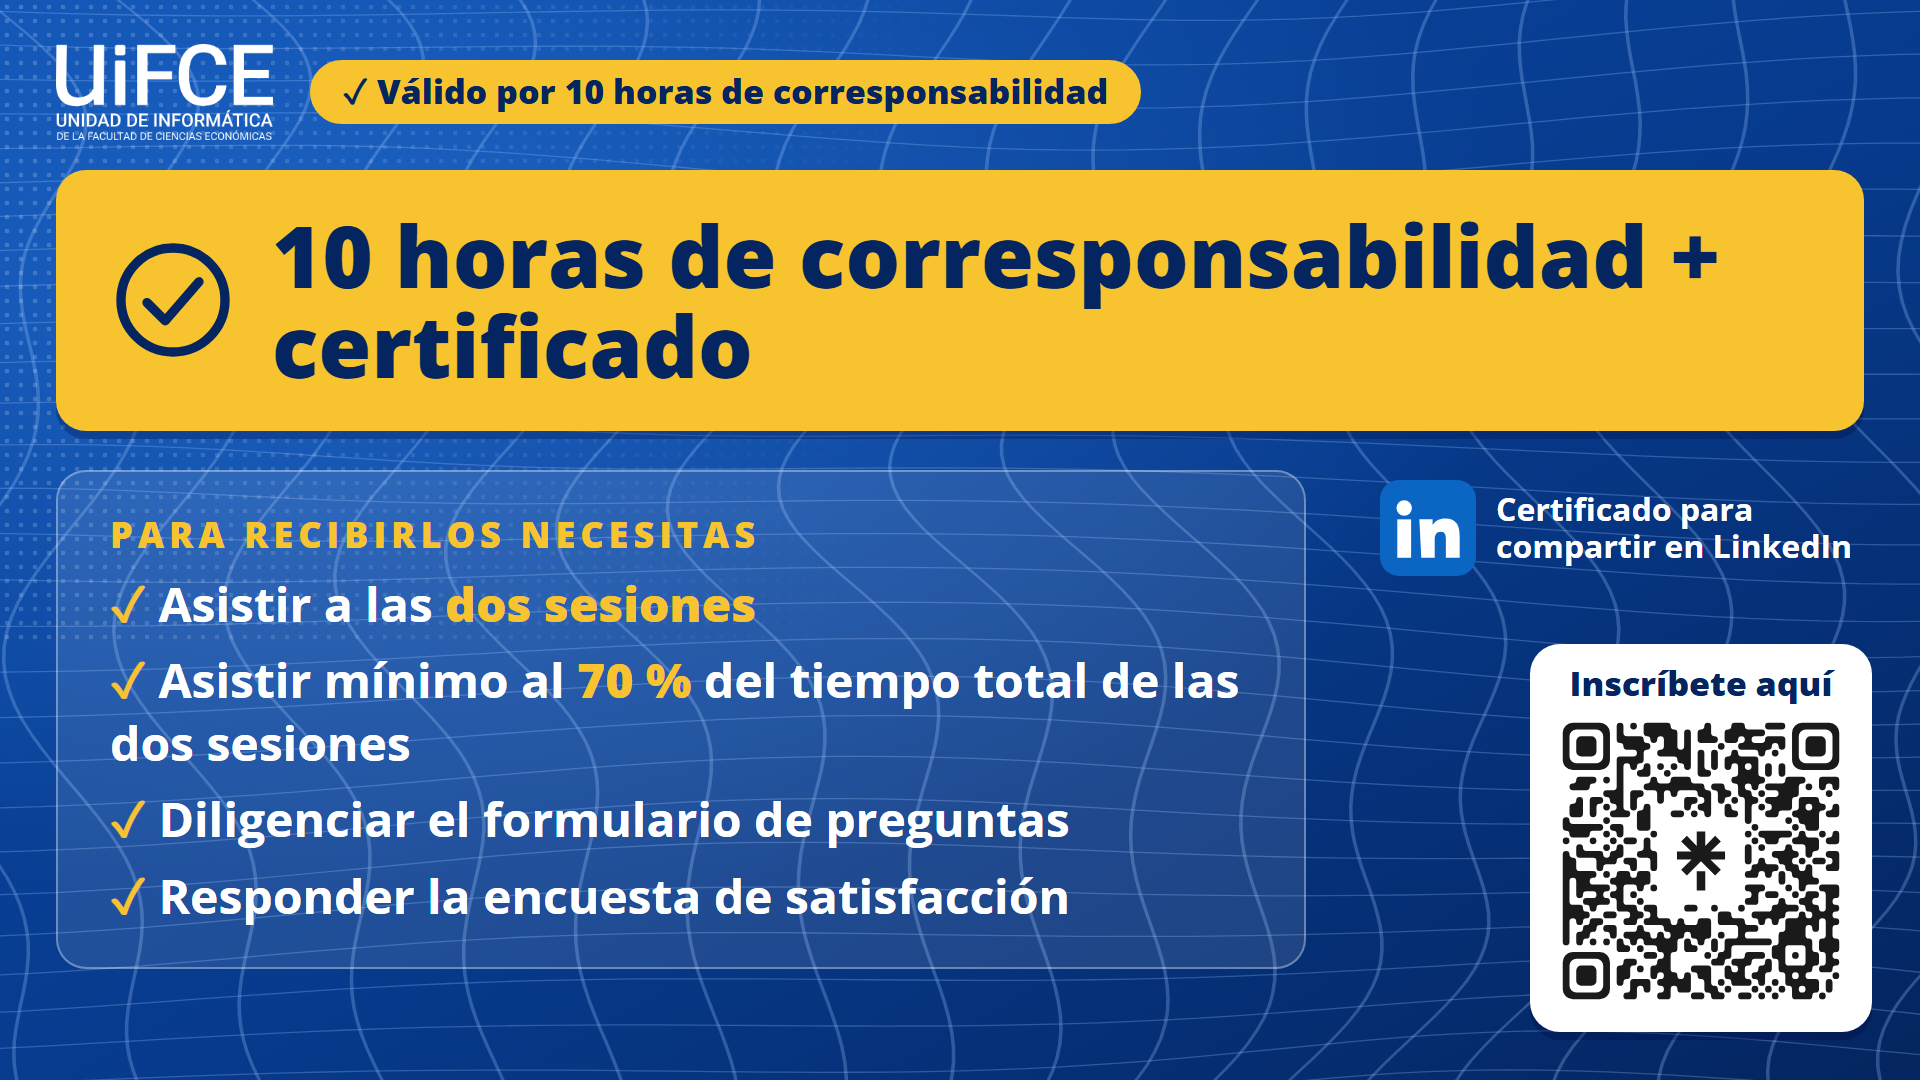 UiFCE
UNIDAD DE INFORMÁTICA
DE LA FACULTAD DE CIENCIAS ECONÓMICAS
✓ Válido por 10 horas de corresponsabilidad
10 horas de corresponsabilidad +
certificado
PARA RECIBIRLOS NECESITAS
✓ Asistir a las dos sesiones
✓ Asistir mínimo al 70 % del tiempo total de las
dos sesiones
✓ Diligenciar el formulario de preguntas
✓ Responder la encuesta de satisfacción
in
Certificado para
compartir en LinkedIn
Inscríbete aquí